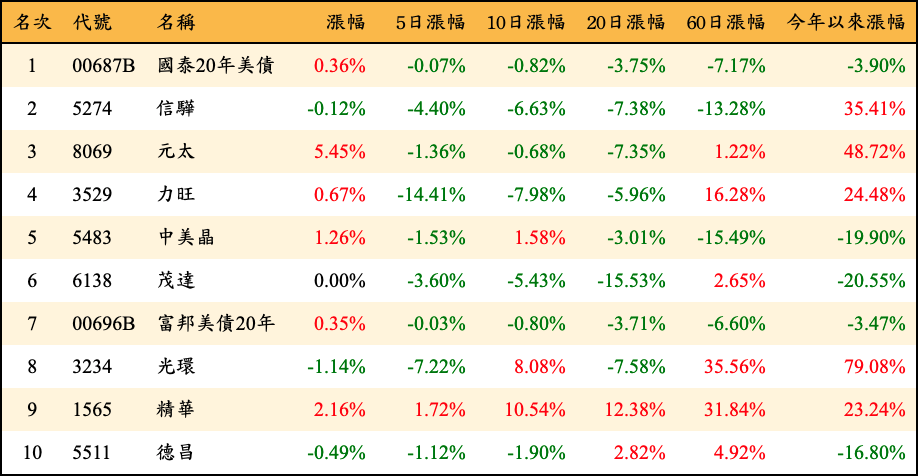 名次 代號 名稱 漲幅 5日漲幅 10日漲幅 20日漲幅 60日漲幅 今年以來漲幅
1 00687B 國泰20年美債 0.36% -0.07% -0.82% -3.75% -7.17% -3.90%
2 5274 信驊 -0.12% -4.40% -6.63% -7.38% -13.28% 35.41%
3 8069 元太 5.45% -1.36% -0.68% -7.35% 1.22% 48.72%
4 3529 力旺 0.67% -14.41% -7.98% -5.96% 16.28% 24.48%
5 5483 中美晶 1.26% -1.53% 1.58% -3.01% -15.49% -19.90%
6 6138 茂達 0.00% -3.60% -5.43% -15.53% 2.65% -20.55%
7 00696B 富邦美債20年 0.35% -0.03% -0.80% -3.71% -6.60% -3.47%
8 3234 光環 -1.14% -7.22% 8.08% -7.58% 35.56% 79.08%
9 1565 精華 2.16% 1.72% 10.54% 12.38% 31.84% 23.24%
10 5511 德昌 -0.49% -1.12% -1.90% 2.82% 4.92% -16.80%